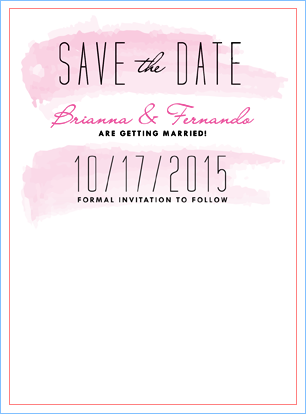 SAVE the DATE
Brianna & Fernando
ARE GETTING MARRIED!
10/17/2015
FORMAL INVITATION TO FOLLOW